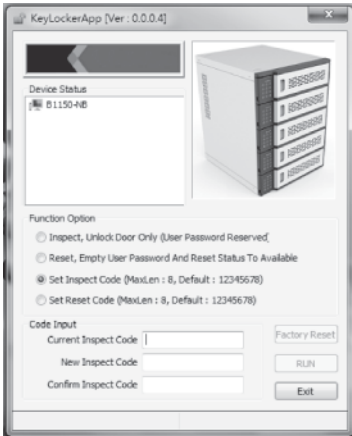 KeyLockerApp [Ver : 0.0.0.4]
Device Status
B1150-NB
Function Option
Inspect, Unlock Door Only (User Password Reserved)
Reset, Empty User Password And Reset Status To Available
Set Inspect Code (MaxLen : 8, Default : 12345678)
Set Reset Code (MaxLen : 8, Default : 12345678)
Code Input
Current Inspect Code
Factory Reset
New Inspect Code
RUN
Confirm Inspect Code
Exit